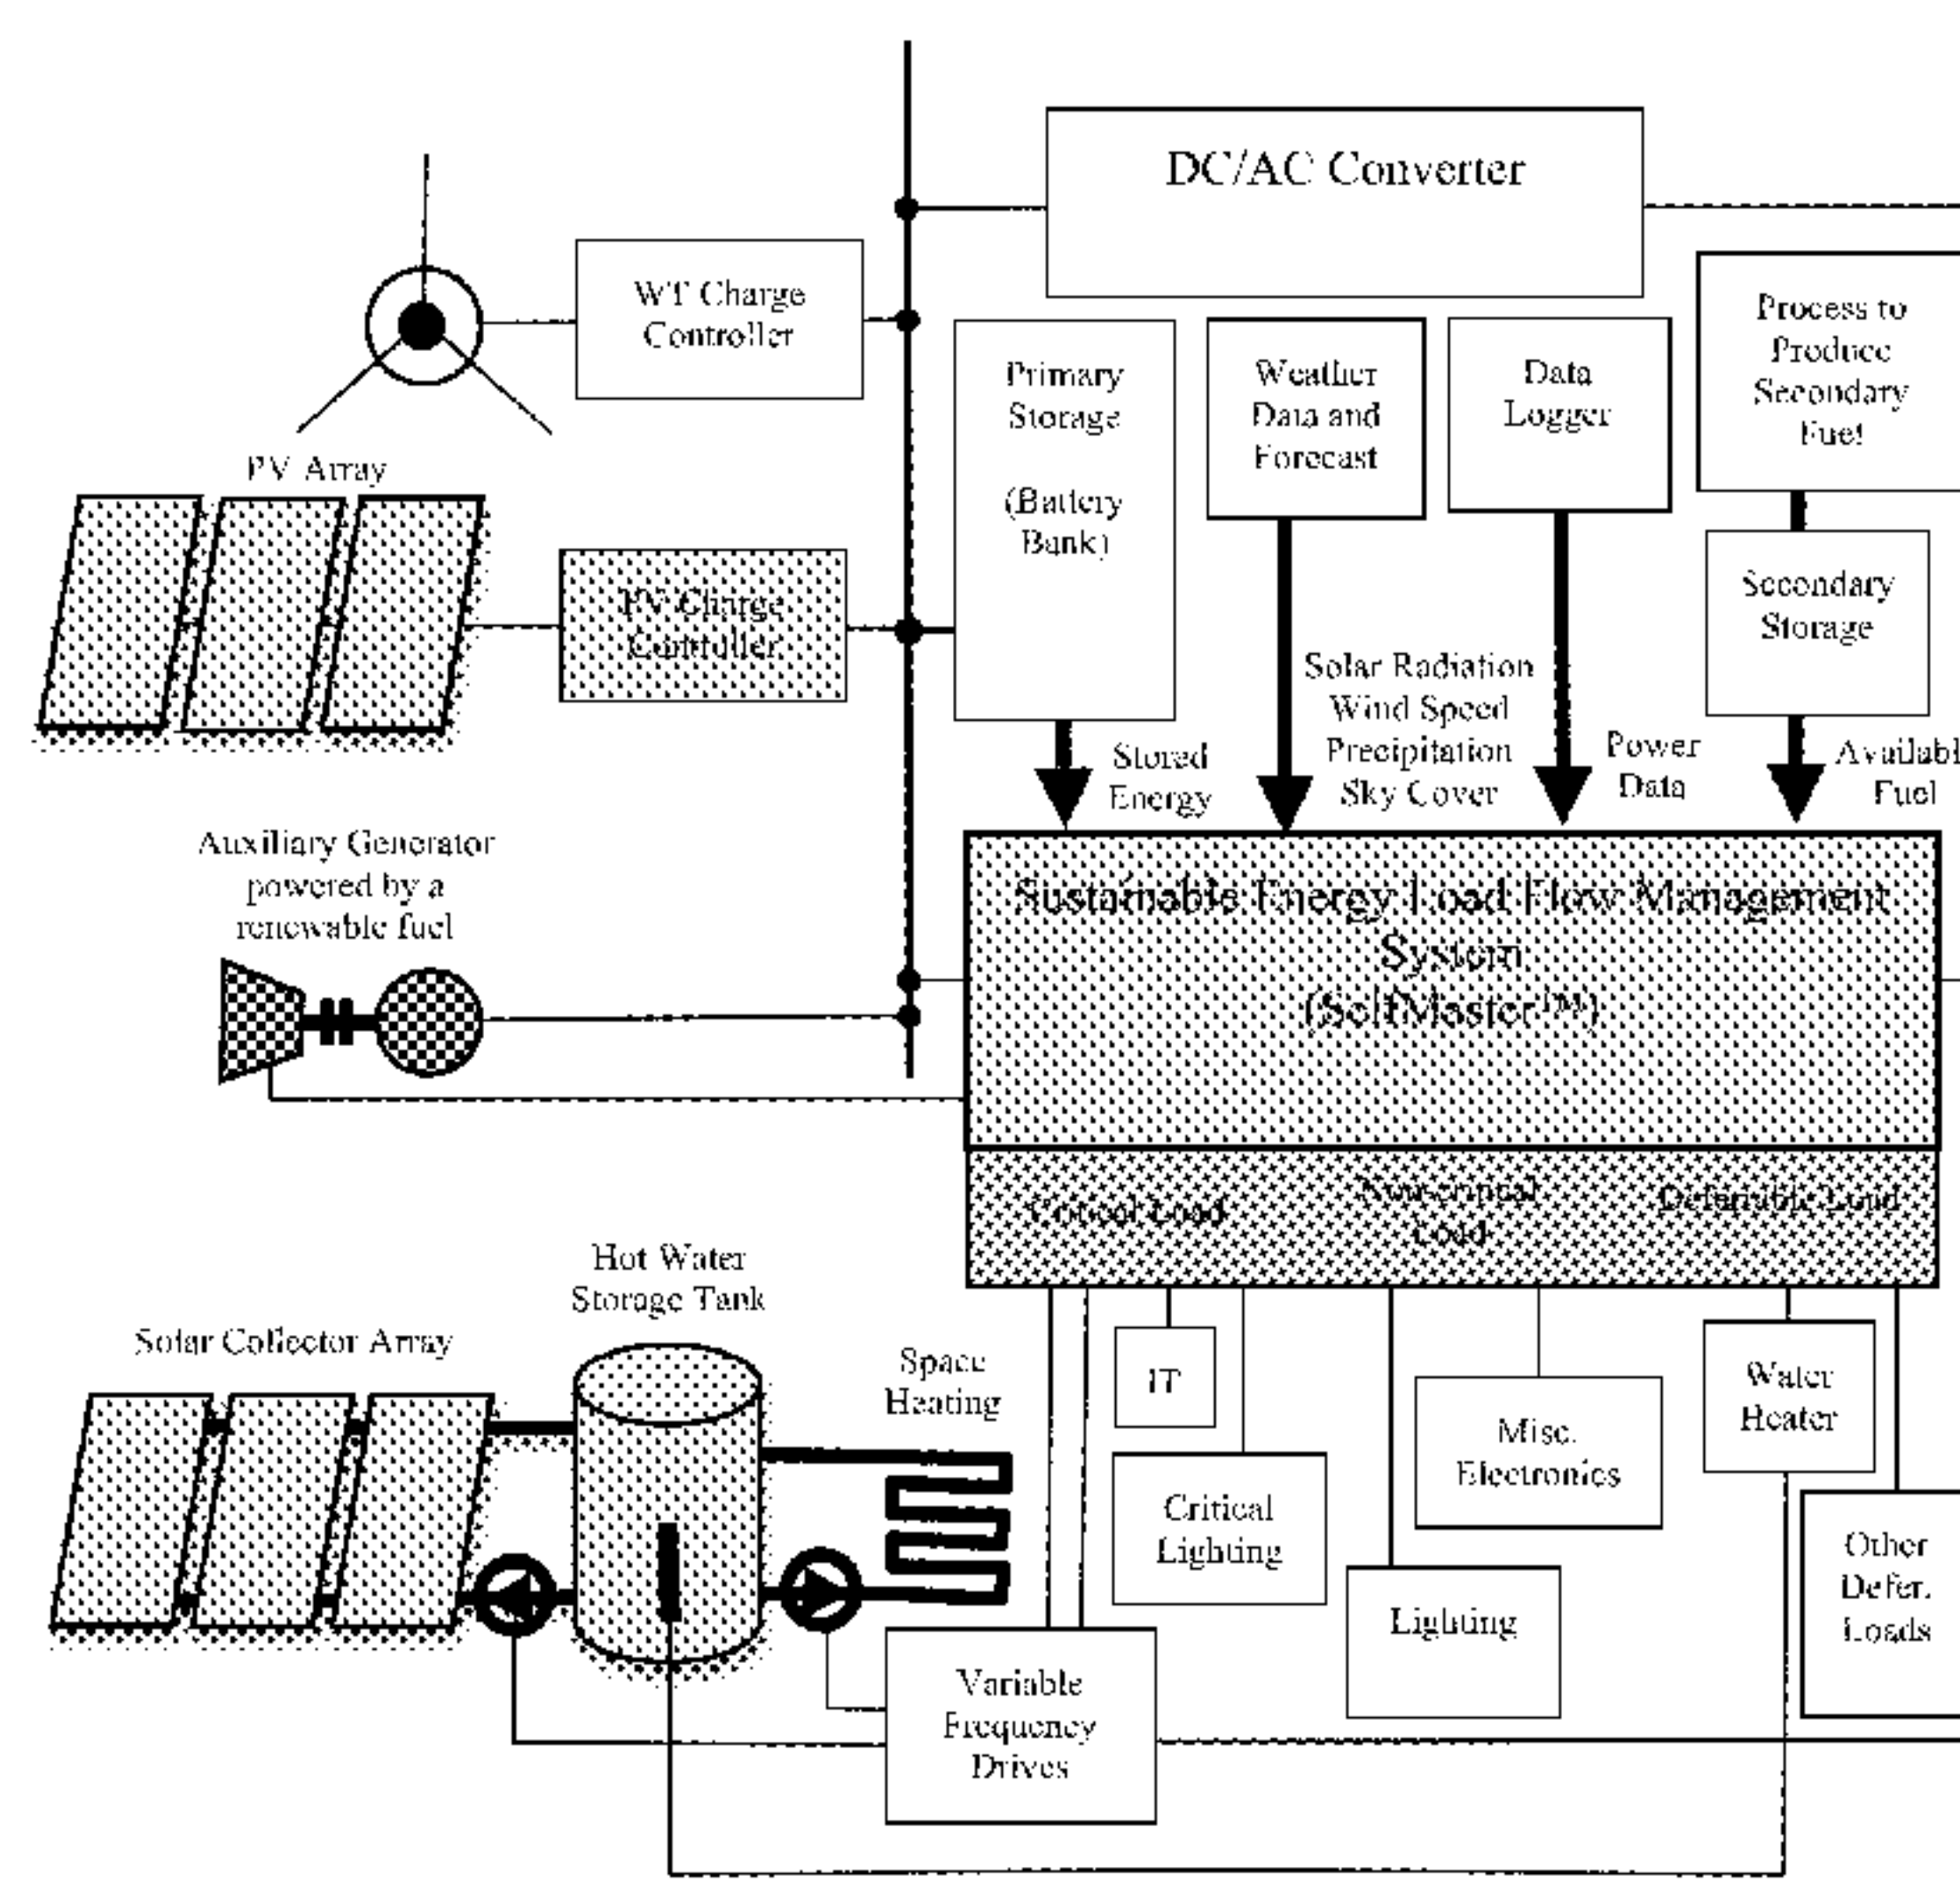 DC/AC Converter
WT Charge
Controller
Primary
Storage
(Battery
Bank)
Weather
Data and
Forecast
Data
Logger
Process to
Produce
Secondary
Fuel
PV Array
PV Charge
Controller
Secondary
Storage
Solar Radiation
Wind Speed
Precipitation
Sky Cover
Stored
Energy
Power
Data
Availabl
Fuel
Auxiliary Generator
powered by a
renewable fuel
Sustainable Energy Load Flow Management
System
(SelfMaster™)
Critical Load
Non-critical
Load
Deferrable Load
Hot Water
Storage Tank
Solar Collector Array
Space
Heating
IT
Critical
Lighting
Misc.
Electronics
Water
Heater
Lighting
Other
Defer.
Loads
Variable
Frequency
Drives